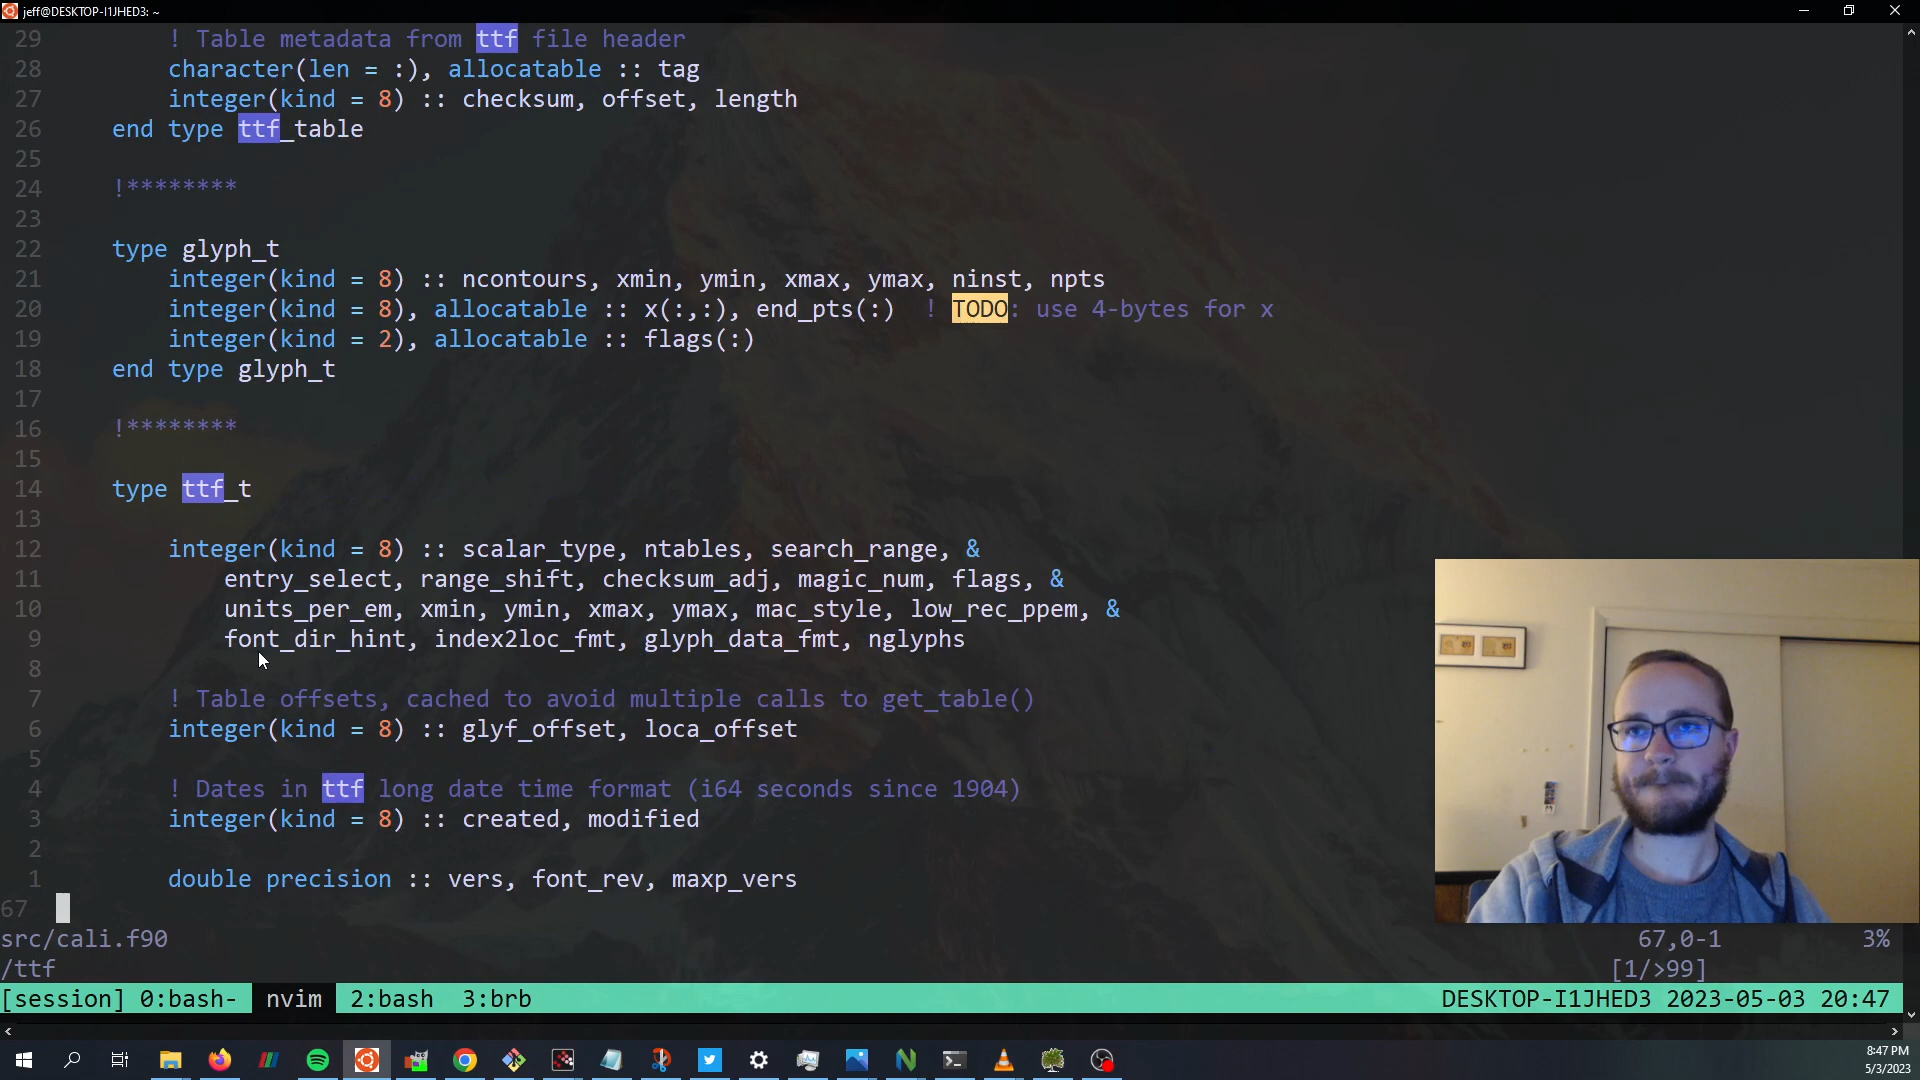 jeff@DESKTOP-I1JHED3: ~
29 ! Table metadata from ttf file header
28 character(len = :), allocatable :: tag
27 integer(kind = 8) :: checksum, offset, length
26 end type ttf_table
25
24 !********
23
22 type glyph_t
21 integer(kind = 8) :: ncontours, xmin, ymin, xmax, ymax, ninst, npts
20 integer(kind = 8), allocatable :: x(:,:), end_pts(:) ! TODO: use 4-bytes for x
19 integer(kind = 2), allocatable :: flags(:)
18 end type glyph_t
17
16 !********
15
14 type ttf_t
13
12 integer(kind = 8) :: scalar_type, ntables, search_range, &
11 entry_select, range_shift, checksum_adj, magic_num, flags, &
10 units_per_em, xmin, ymin, xmax, ymax, mac_style, low_rec_ppem, &
9 font_dir_hint, index2loc_fmt, glyph_data_fmt, nglyphs
8
7 ! Table offsets, cached to avoid multiple calls to get_table()
6 integer(kind = 8) :: glyf_offset, loca_offset
5
4 ! Dates in ttf long date time format (i64 seconds since 1904)
3 integer(kind = 8) :: created, modified
2
1 double precision :: vers, font_rev, maxp_vers
67
src/cali.f90 67,0-1 3%
/ttf [1/>99]
[session] 0:bash- nvim 2:bash 3:brb DESKTOP-I1JHED3 2023-05-03 20:47
8:47 PM
5/3/2023